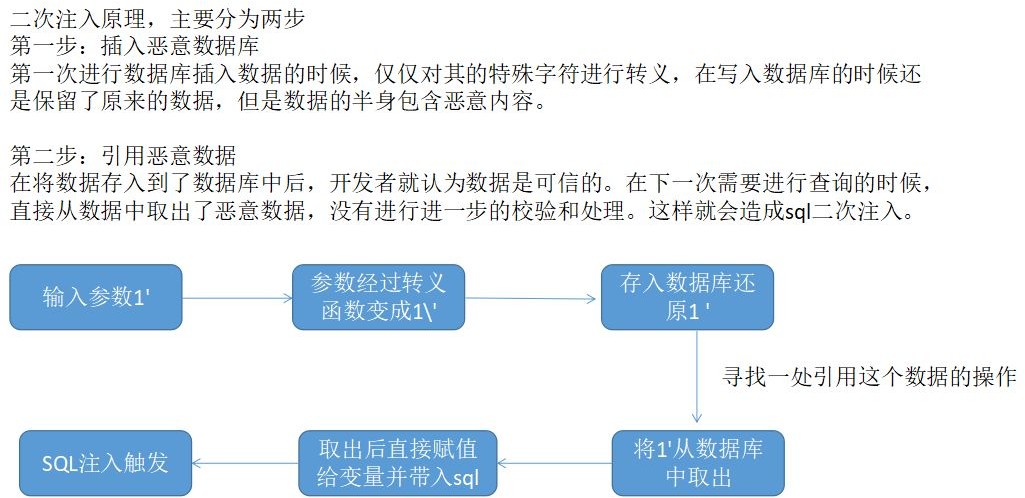 二次注入原理，主要分为两步
第一步：插入恶意数据库
第一次进行数据库插入数据的时候，仅仅对其的特殊字符进行转义，在写入数据库的时候还
是保留了原来的数据，但是数据的半身包含恶意内容。
第二步：引用恶意数据
在将数据存入到了数据库中后，开发者就认为数据是可信的。在下一次需要进行查询的时候，
直接从数据中取出了恶意数据，没有进行进一步的校验和处理。这样就会造成sql二次注入。
输入参数1'
参数经过转义
函数变成1\'
存入数据库还
原1 '
寻找一处引用这个数据的操作
将1'从数据库
中取出
取出后直接赋值
给变量并带入sql
SQL注入触发